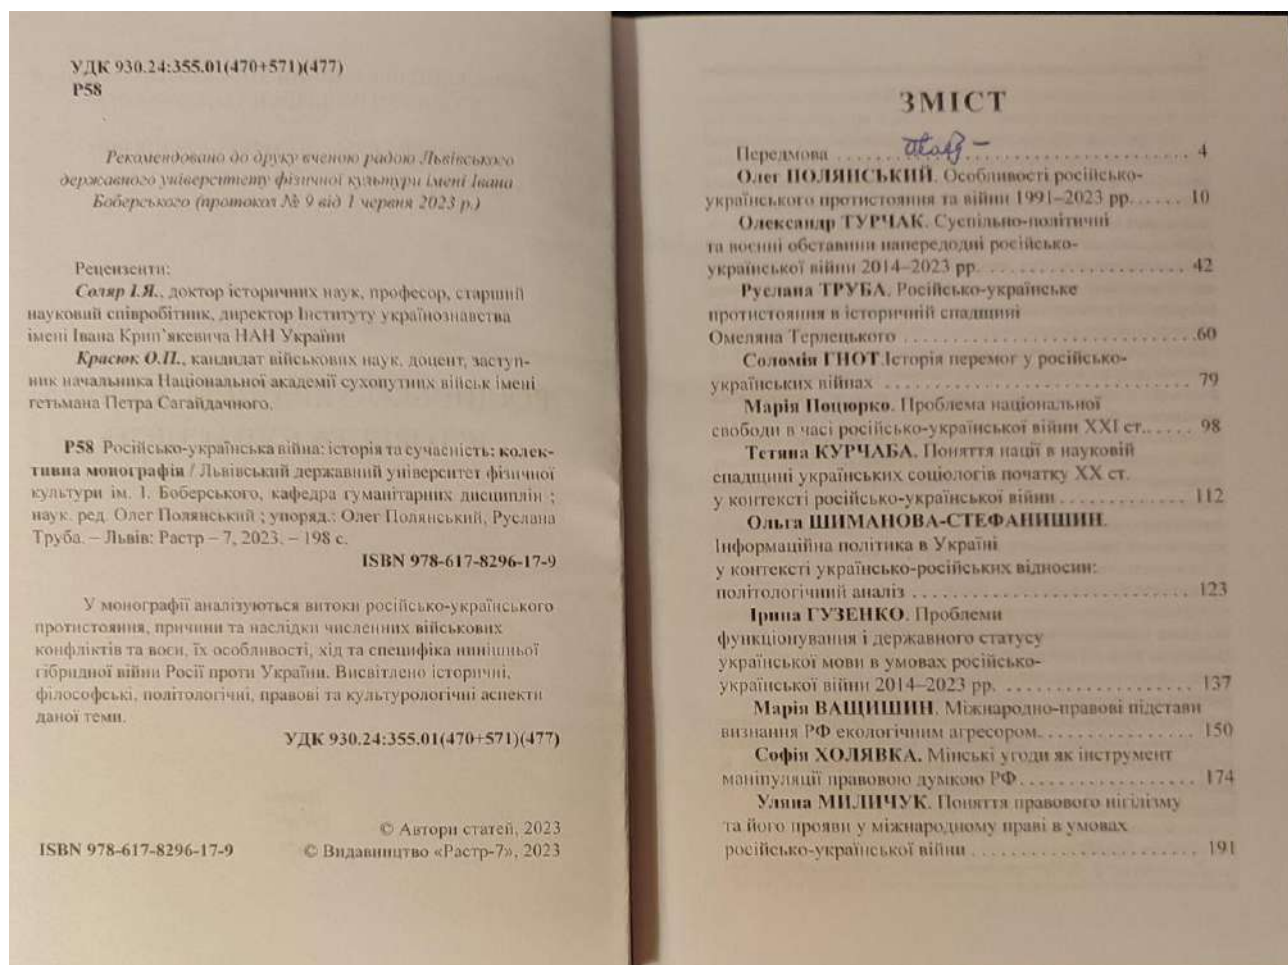 УДК 930.24:355.01(470+571)(477)
Р58
Рекомендовано до друку вченою радою Львівського
державного університету фізичної культури імені Івана
Боберського (протокол № 9 від 1 червня 2023 р.)
Рецензенти:
Соляр І.Я., доктор історичних наук, професор, старший
науковий співробітник, директор Інституту українознавства
імені Івана Крип`якевича НАН України
Красюк О.П., кандидат військових наук, доцент, заступ-
ник начальника Національної академії сухопутних військ імені
гетьмана Петра Сагайдачного.
Р58 Російсько-українська війна: історія та сучасність: колек-
тивна монографія / Львівський державний університет фізичної
культури ім. І. Боберського, кафедра гуманітарних дисциплін ;
наук. ред. Олег Полянський ; упоряд.: Олег Полянський, Руслана
Труба. – Львів: Растр – 7, 2023. – 198 с.
ISBN 978-617-8296-17-9
У монографії аналізуються витоки російсько-українського
протистояння, причини та наслідки численних військових
конфліктів та воєн, їх особливості, хід та специфіка нинішньої
гібридної війни Росії проти України. Висвітлено історичні,
філософські, політологічні, правові та культурологічні аспекти
даної теми.
УДК 930.24:355.01(470+571)(477)
© Автори статей, 2023
ISBN 978-617-8296-17-9 © Видавництво «Растр-7», 2023
ЗМІСТ
Передмова . . . . . . . . . . . . . . . . . . . . 4
Олег ПОЛЯНСЬКИЙ. Особливості російсько-
українського протистояння та війни 1991–2023 рр. . . . . . 10
Олександр ТУРЧАК. Суспільно-політичні
та воєнні обставини напередодні російсько-
української війни 2014–2023 рр. . . . . . . . . . . . . . . . . . . 42
Руслана ТРУБА. Російсько-українське
протистояння в історичній спадщині
Омеляна Терлецького . . . . . . . . . . . . . . . . . . . . . . . . .60
Соломія ГНОТ.Історія перемог у російсько-
українських війнах . . . . . . . . . . . . . . . . . . . . . . . . . . . 79
Марія Поцюрко. Проблема національної
свободи в часі російсько-української війни ХХІ ст.. . . . . 98
Тетяна КУРЧАБА. Поняття нації в науковій
спадщині українських соціологів початку ХХ ст.
у контексті російсько-української війни . . . . . . . . . . . . 112
Ольга ШИМАНОВА-СТЕФАНИШИН.
Інформаційна політика в Україні
у контексті українсько-російських відносин:
політологічний аналіз . . . . . . . . . . . . . . . . . . . . . . . . 123
Ірина ГУЗЕНКО. Проблеми
функціонування і державного статусу
української мови в умовах російсько-
української війни 2014–2023 рр. . . . . . . . . . . . . . . . . . 137
Марія ВАЩИШИН. Міжнародно-правові підстави
визнання РФ екологічним агресором. . . . . . . . . . . . . . . 150
Софія ХОЛЯВКА. Мінські угоди як інструмент
маніпуляції правовою думкою РФ . . . . . . . . . . . . . . . . 174
Уляна МИЛИЧУК. Поняття правового нігілізму
та його прояви у міжнародному праві в умовах
російсько-української війни . . . . . . . . . . . . . . . . . . . . 191